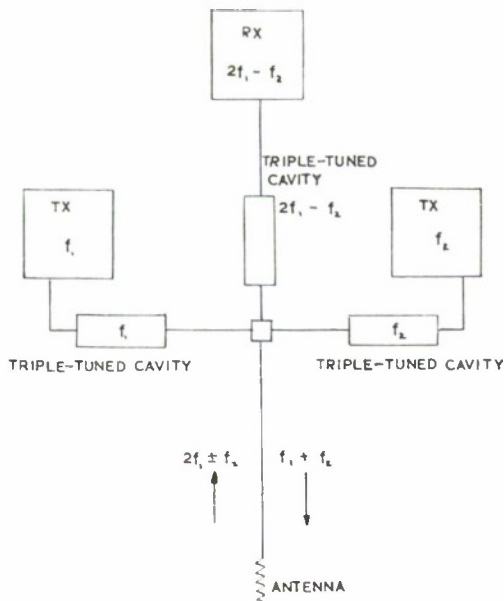 RX
2f₁ - f₂
TRIPLE-TUNED
CAVITY
2f₁ - f₂
TX
f₁
TX
f₂
f₁
f₂
TRIPLE-TUNED CAVITY
TRIPLE-TUNED CAVITY
2f₁ ± f₂
f₁ + f₂
ANTENNA